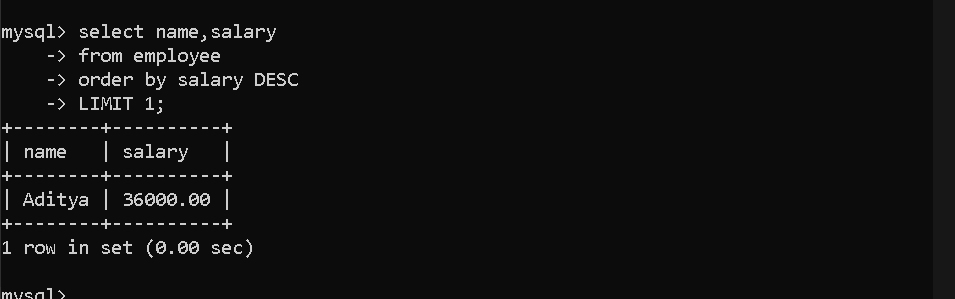 mysql> select name,salary
    -> from employee
    -> order by salary DESC
    -> LIMIT 1;
+--------+----------+
| name   | salary   |
+--------+----------+
| Aditya | 36000.00 |
+--------+----------+
1 row in set (0.00 sec)
mysql>